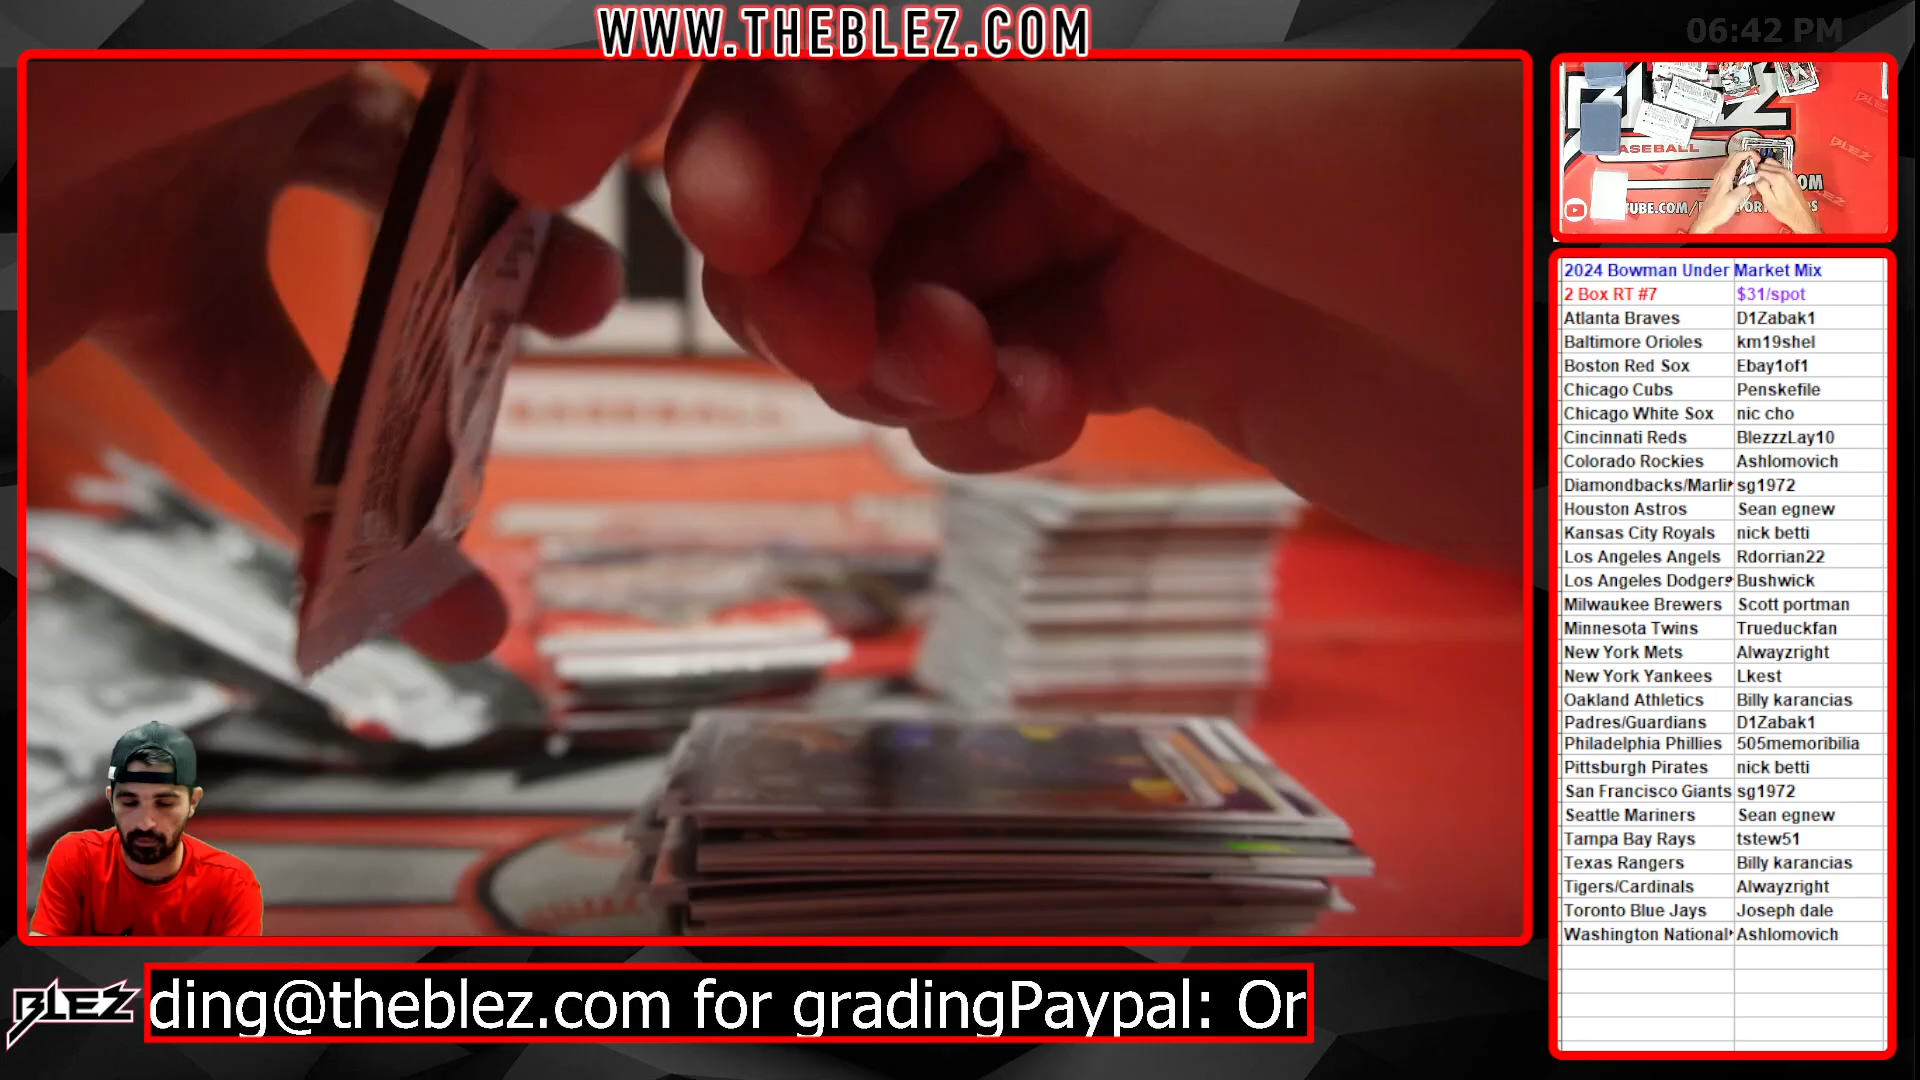 WWW.THEBLEZ.COM
06:42 PM
BASEBALL
ASEBALL
2024 Bowman Under Market Mix
2 Box RT #7 $31/spot
Atlanta Braves D1Zabak1
Baltimore Orioles km19shel
Boston Red Sox Ebay1of1
Chicago Cubs Penskefile
Chicago White Sox nic cho
Cincinnati Reds BlezzzLay10
Colorado Rockies Ashlomovich
Diamondbacks/Marli sg1972
Houston Astros Sean egnew
Kansas City Royals nick betti
Los Angeles Angels Rdorrian22
Los Angeles Dodgers Bushwick
Milwaukee Brewers Scott portman
Minnesota Twins Trueduckfan
New York Mets Alwayzright
New York Yankees Lkest
Oakland Athletics Billy karancias
Padres/Guardians D1Zabak1
Philadelphia Phillies 505memoribilia
Pittsburgh Pirates nick betti
San Francisco Giants sg1972
Seattle Mariners Sean egnew
Tampa Bay Rays tstew51
Texas Rangers Billy karancias
Tigers/Cardinals Alwayzright
Toronto Blue Jays Joseph dale
Washington National Ashlomovich
BLEZ
ding@theblez.com for gradingPaypal: Or